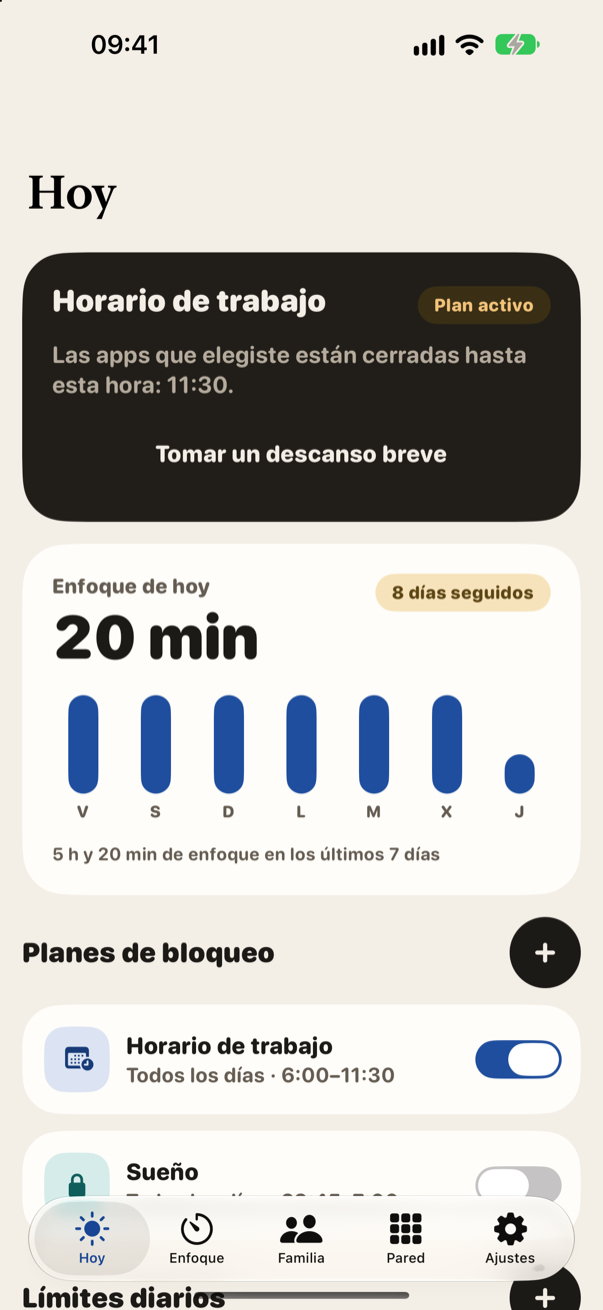 09:41
Hoy
Horario de trabajo
Plan activo
Las apps que elegiste están cerradas hasta
esta hora: 11:30.
Tomar un descanso breve
Enfoque de hoy
8 días seguidos
20 min
V S D L M X J
5 h y 20 min de enfoque en los últimos 7 días
Planes de bloqueo
Horario de trabajo
Todos los días · 6:00–11:30
Sueño
Hoy Enfoque Familia Pared Ajustes
Límites diarios